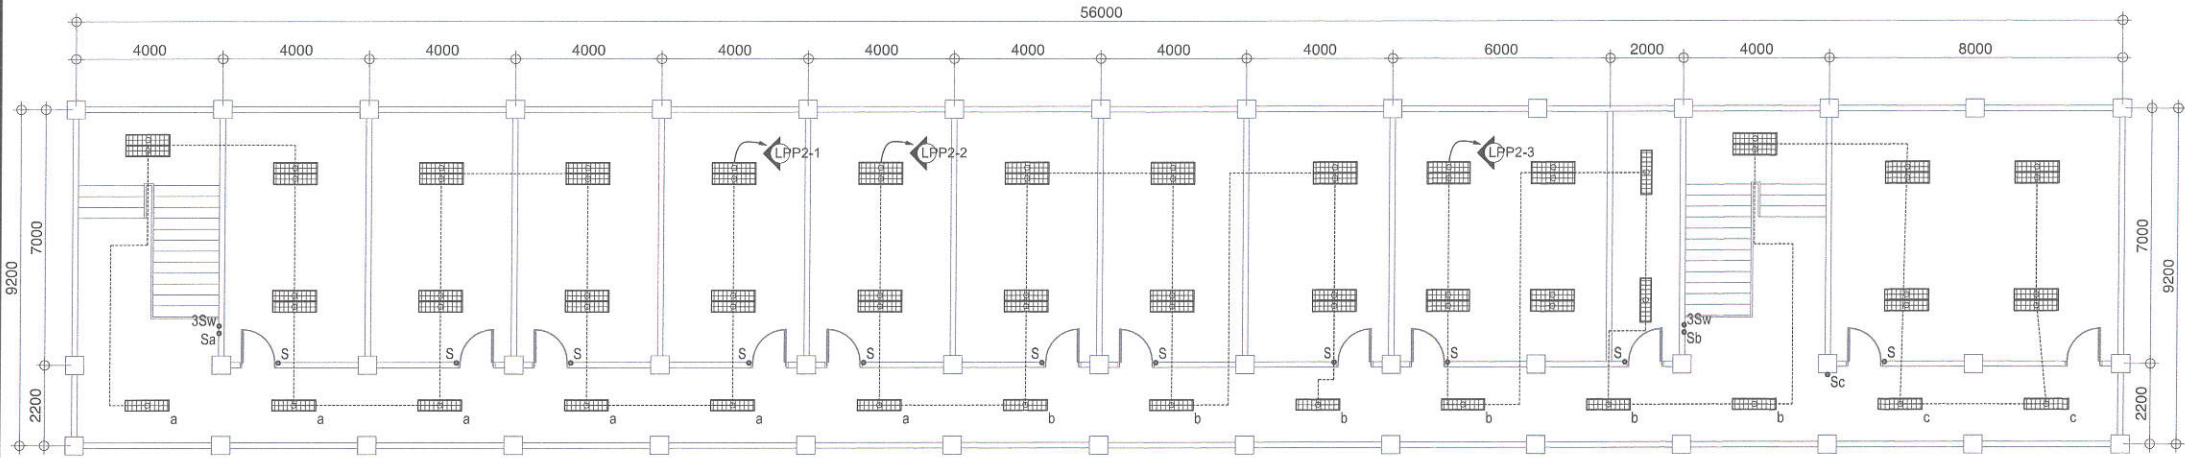 56000
4000 4000 4000 4000 4000 4000 4000 4000 4000 6000 2000 4000 8000
LPP2-1 LPP2-2 LPP2-3
7000 7000
9200 9200
3Sw 3Sw
Sa Sb
S S S S S S S S S S S
Sc
2200 2200
a a a a a a b b b b b b c c